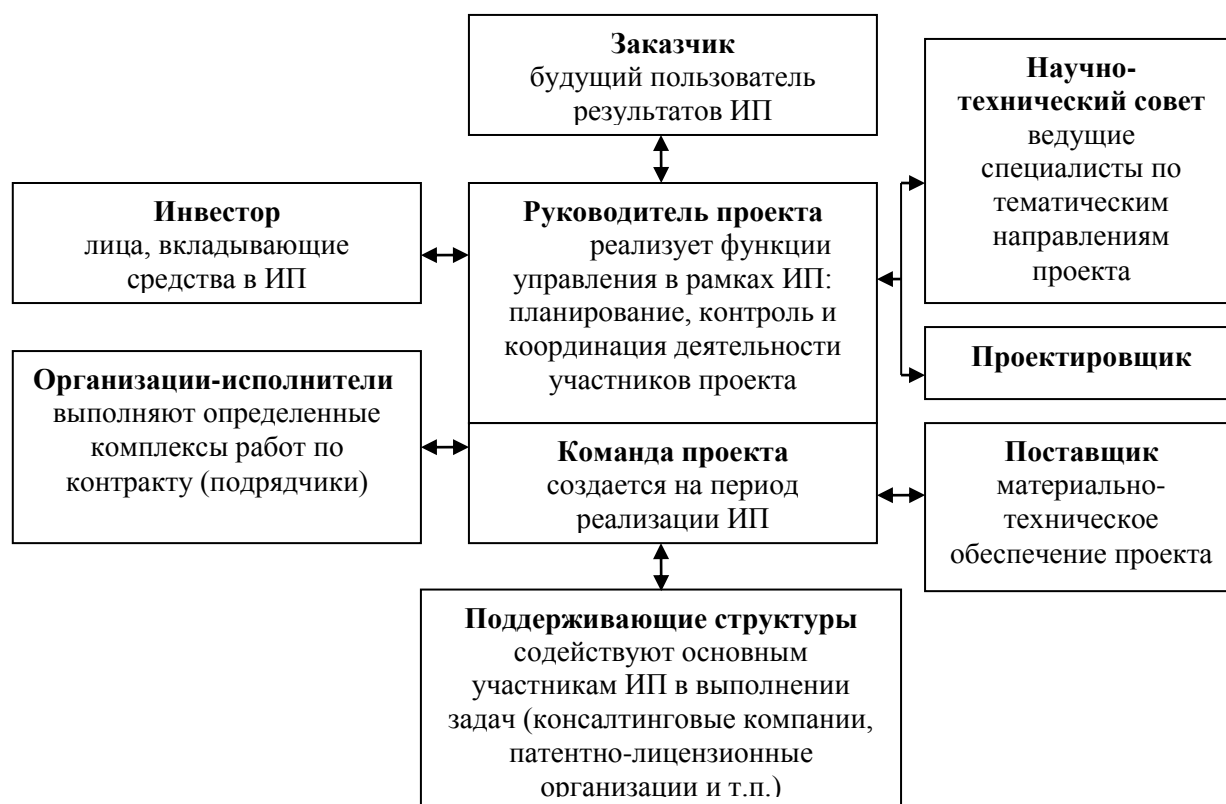 Заказчик
будущий пользователь
результатов ИП
Научно-
технический совет
ведущие
специалисты по
тематическим
направлениям
проекта
Инвестор
лица, вкладывающие
средства в ИП
Руководитель проекта
реализует функции
управления в рамках ИП:
планирование, контроль и
координация деятельности
участников проекта
Проектировщик
Организации-исполнители
выполняют определенные
комплексы работ по
контракту (подрядчики)
Команда проекта
создается на период
реализации ИП
Поставщик
материально-
техническое
обеспечение проекта
Поддерживающие структуры
содействуют основным
участникам ИП в выполнении
задач (консалтинговые компании,
патентно-лицензионные
организации и т.п.)